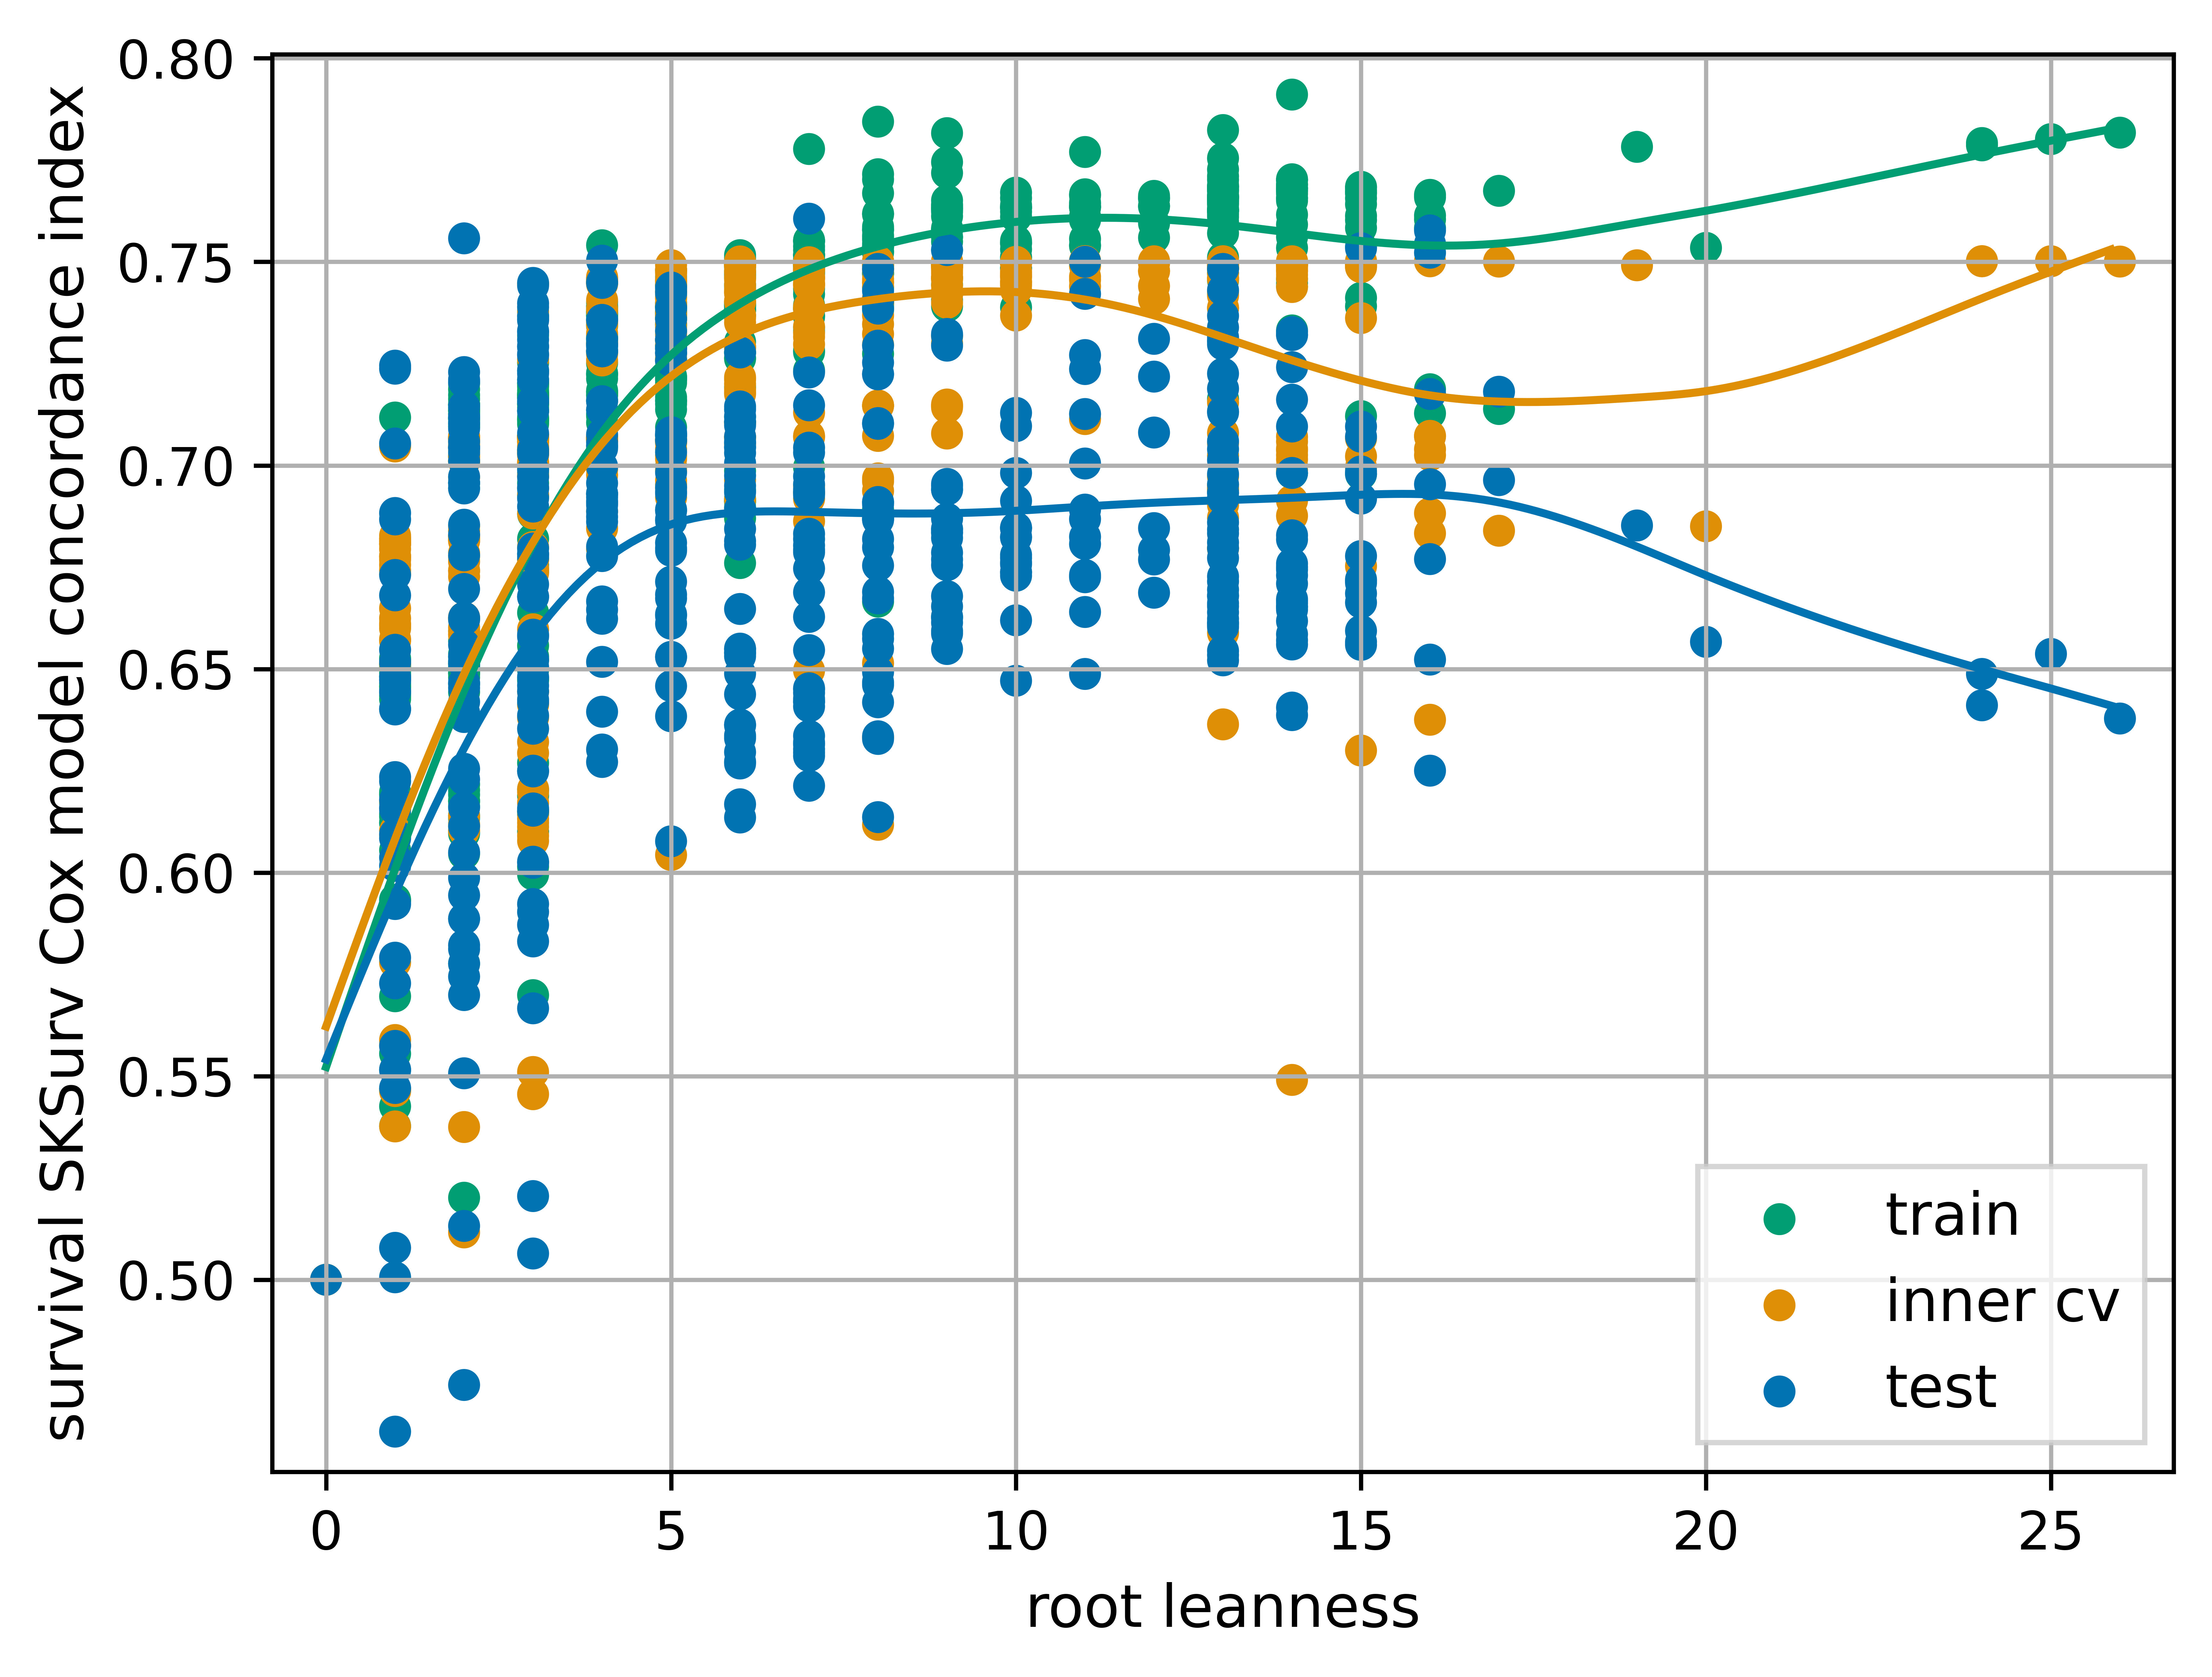 survival SKSurv Cox model concordance index
0.80
0.75
0.70
0.65
0.60
0.55
0.50
train
inner cv
test
0 5 10 15 20 25
root leanness